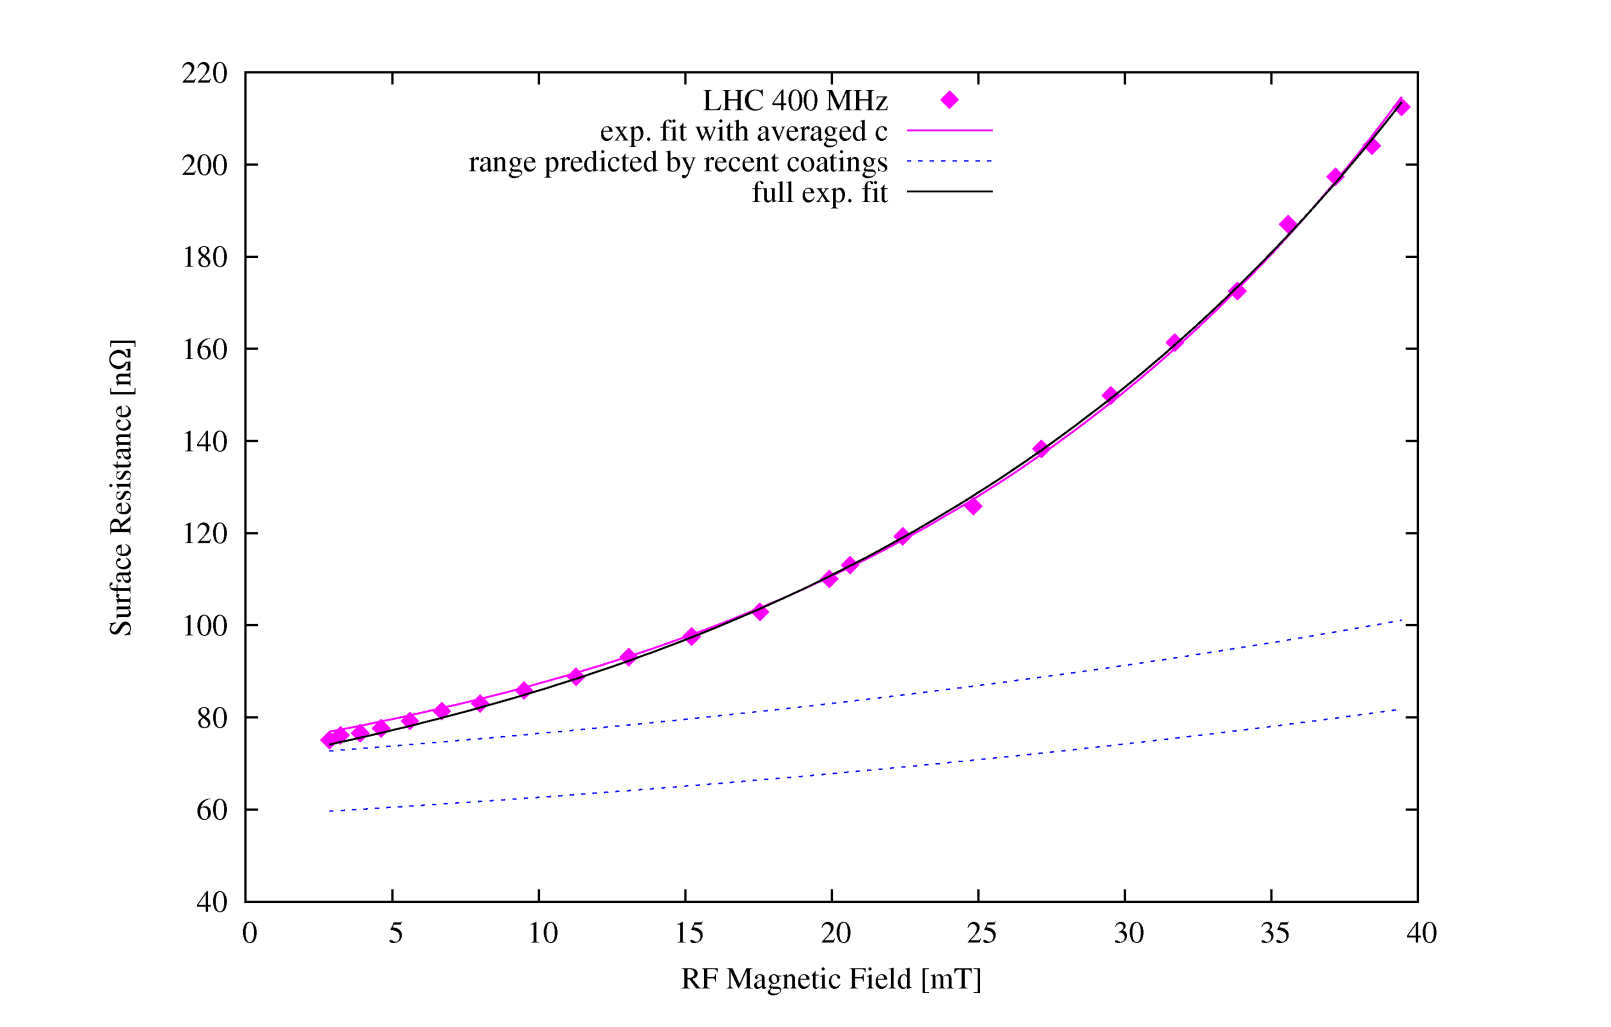 220
200
180
160
140
120
100
80
60
40
Surface Resistance [nΩ]
LHC 400 MHz
exp. fit with averaged c
range predicted by recent coatings
full exp. fit
0 5 10 15 20 25 30 35 40
RF Magnetic Field [mT]